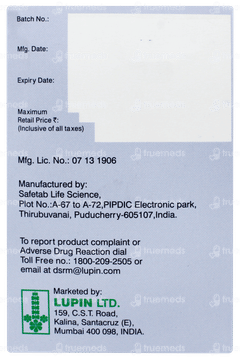 Batch No.:
Mfg. Date:
Expiry Date:
Maximum
Retail Price ₹:
(Inclusive of all taxes)
Mfg. Lic. No.: 07 13 1906
Manufactured by:
Safetab Life Science,
Plot No.:A-67 to A-72,PIPDIC Electronic park,
Thirubuvanai, Puducherry-605107,India.
To report product complaint or
Adverse Drug Reaction dial
Toll Free no.: 1800-209-2505 or
email at dsrm@lupin.com
Marketed by:
LUPIN LTD.
159, C.S.T. Road,
Kalina, Santacruz (E),
Mumbai 400 098, INDIA.